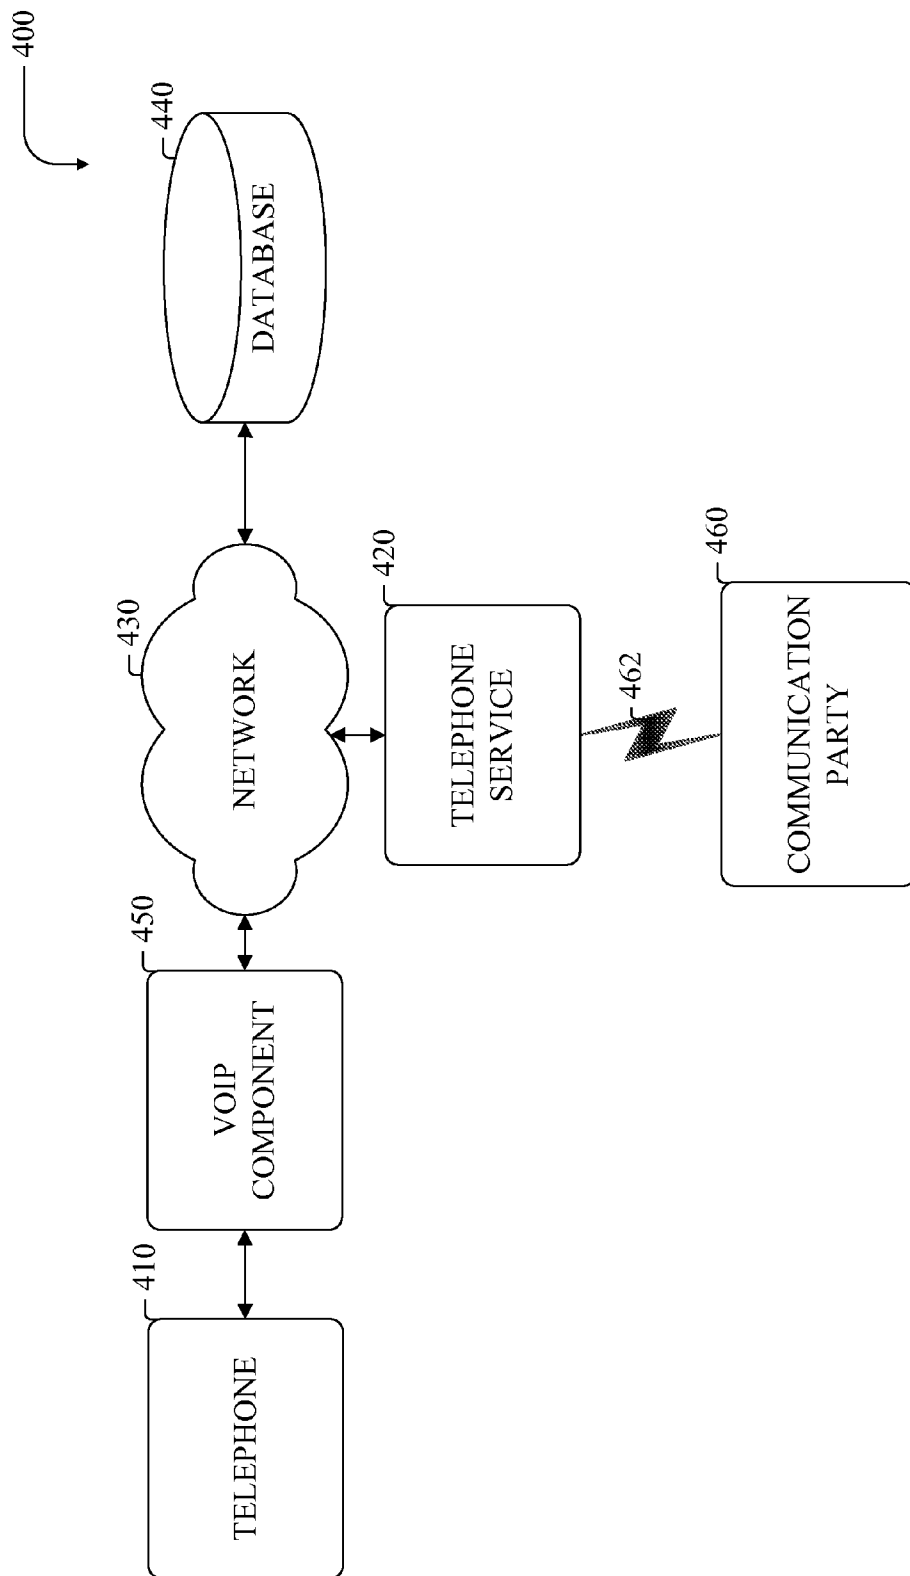 400
410
TELEPHONE
450
VOIP
COMPONENT
430
NETWORK
440
DATABASE
420
TELEPHONE
SERVICE
462
460
COMMUNICATION
PARTY